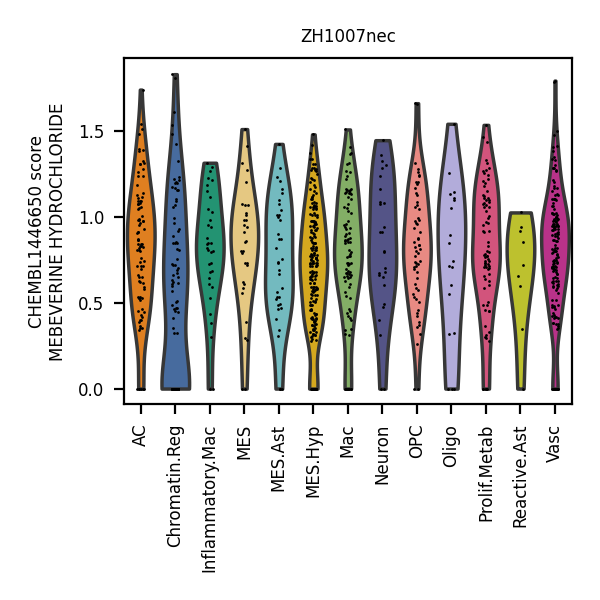 ZH1007nec
CHEMBL1446650 score
MEBEVERINE HYDROCHLORIDE
1.5
1.0
0.5
0.0
AC
Chromatin.Reg
Inflammatory.Mac
MES
MES.Ast
MES.Hyp
Mac
Neuron
OPC
Oligo
Prolif.Metab
Reactive.Ast
Vasc